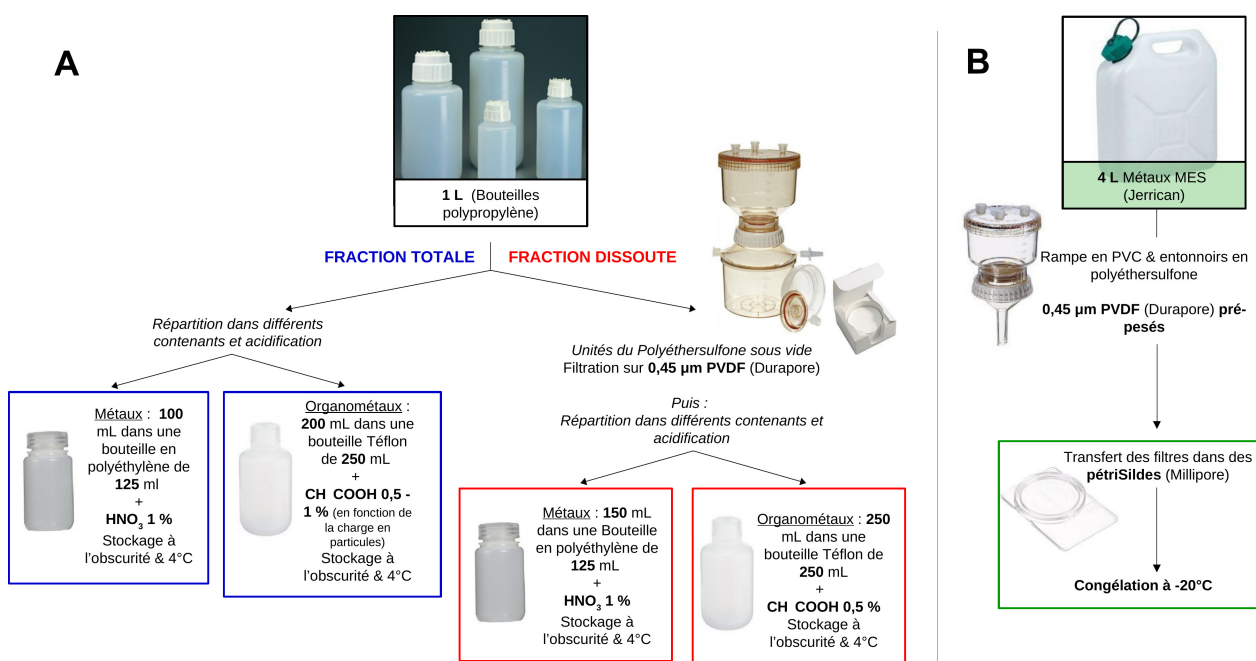 A
1 L (Bouteilles
polypropylène)
FRACTION TOTALE
FRACTION DISSOUTE
Répartition dans différents
contenants et acidification
Métaux : 100
mL dans une
bouteille en
polyéthylène de
125 ml
+
HNO3 1 %
Stockage à
l'obscurité & 4°C
Organométaux :
200 mL dans une
bouteille Téflon
de 250 mL
+
CH COOH 0,5 -
1 % (en fonction de
la charge en
particules)
Stockage à
l'obscurité & 4°C
Unités du Polyéthersulfone sous vide
Filtration sur 0,45 µm PVDF (Durapore)
Puis :
Répartition dans différents contenants et
acidification
Métaux : 150 mL
dans une Bouteille
en polyéthylène de
125 mL
+
HNO3 1 %
Stockage à
l'obscurité & 4°C
Organométaux : 250
mL dans une
bouteille Téflon de
250 mL
+
CH COOH 0,5 %
Stockage à
l'obscurité & 4°C
B
4 L Métaux MES
(Jerrican)
Rampe en PVC & entonnoirs en
polyéthersulfone
0,45 µm PVDF (Durapore) pré-
pesés
Transfert des filtres dans des
pétriSildes (Millipore)
Congélation à -20°C